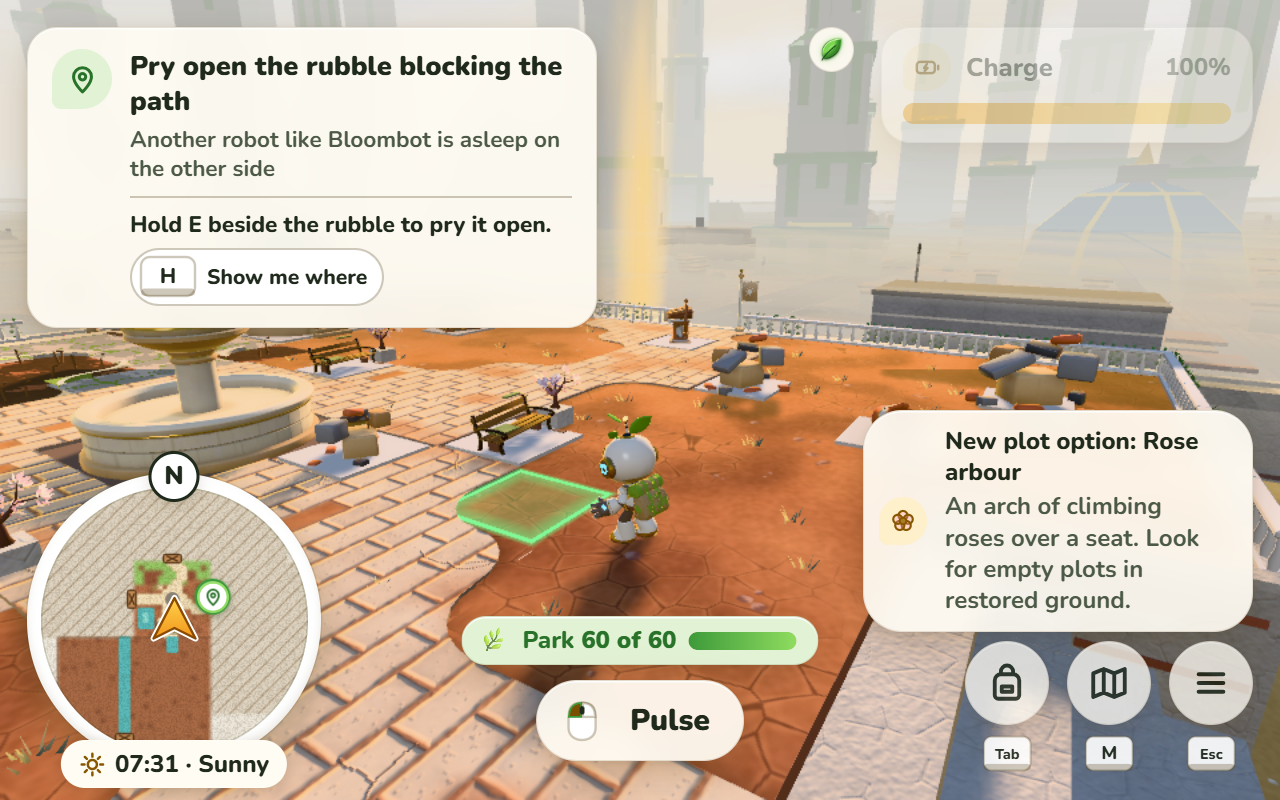 Pry open the rubble blocking the
path
Another robot like Bloombot is asleep on
the other side
Hold E beside the rubble to pry it open.
H Show me where
Charge 100%
New plot option: Rose
arbour
An arch of climbing
roses over a seat. Look
for empty plots in
restored ground.
N
Park 60 of 60
Pulse
07:31 · Sunny
Tab M Esc